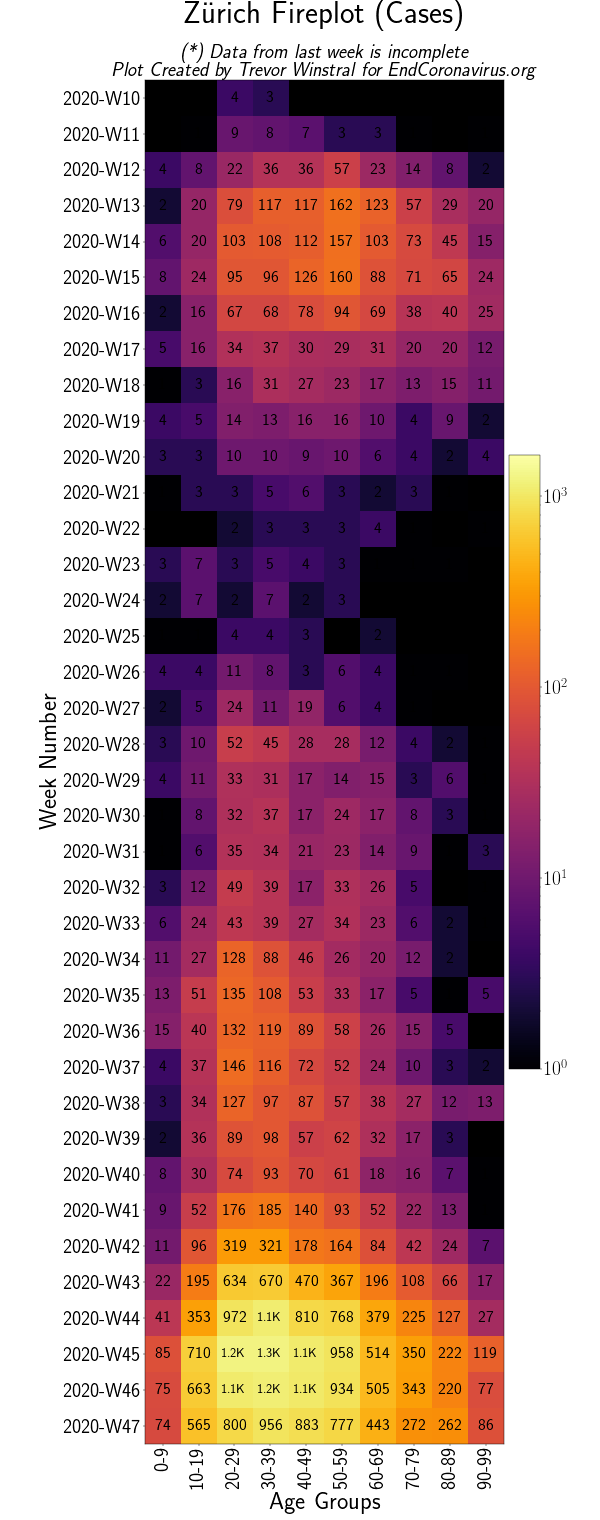 Zürich Fireplot (Cases)
(*) Data from last week is incomplete
Plot Created by Trevor Winstral for EndCoronavirus.org
2020-W10 4 3
2020-W11 9 8 7 3 3
2020-W12 4 8 22 36 36 57 23 14 8 2
2020-W13 2 20 79 117 117 162 123 57 29 20
2020-W14 6 20 103 108 112 157 103 73 45 15
2020-W15 8 24 95 96 126 160 88 71 65 24
2020-W16 2 16 67 68 78 94 69 38 40 25
2020-W17 5 16 34 37 30 29 31 20 20 12
2020-W18 3 16 31 27 23 17 13 15 11
2020-W19 4 5 14 13 16 16 10 4 9 2
2020-W20 3 3 10 10 9 10 6 4 2 4
2020-W21 3 3 5 6 3 2 3
2020-W22 2 3 3 3 4
2020-W23 3 7 3 5 4 3
2020-W24 2 7 2 7 2 3
2020-W25 4 4 3 2
2020-W26 4 4 11 8 3 6 4
2020-W27 2 5 24 11 19 6 4
2020-W28 3 10 52 45 28 28 12 4 2
2020-W29 4 11 33 31 17 14 15 3 6
2020-W30 8 32 37 17 24 17 8 3
2020-W31 6 35 34 21 23 14 9 3
2020-W32 3 12 49 39 17 33 26 5
2020-W33 6 24 43 39 27 34 23 6 2
2020-W34 11 27 128 88 46 26 20 12 2
2020-W35 13 51 135 108 53 33 17 5 5
2020-W36 15 40 132 119 89 58 26 15 5
2020-W37 4 37 146 116 72 52 24 10 3 2
2020-W38 3 34 127 97 87 57 38 27 12 13
2020-W39 2 36 89 98 57 62 32 17 3
2020-W40 8 30 74 93 70 61 18 16 7
2020-W41 9 52 176 185 140 93 52 22 13
2020-W42 11 96 319 321 178 164 84 42 24 7
2020-W43 22 195 634 670 470 367 196 108 66 17
2020-W44 41 353 972 1.1K 810 768 379 225 127 27
2020-W45 85 710 1.2K 1.3K 1.1K 958 514 350 222 119
2020-W46 75 663 1.1K 1.2K 1.1K 934 505 343 220 77
2020-W47 74 565 800 956 883 777 443 272 262 86
0-9 10-19 20-29 30-39 40-49 50-59 60-69 70-79 80-89 90-99
Age Groups
Week Number
10³
10²
10¹
10⁰